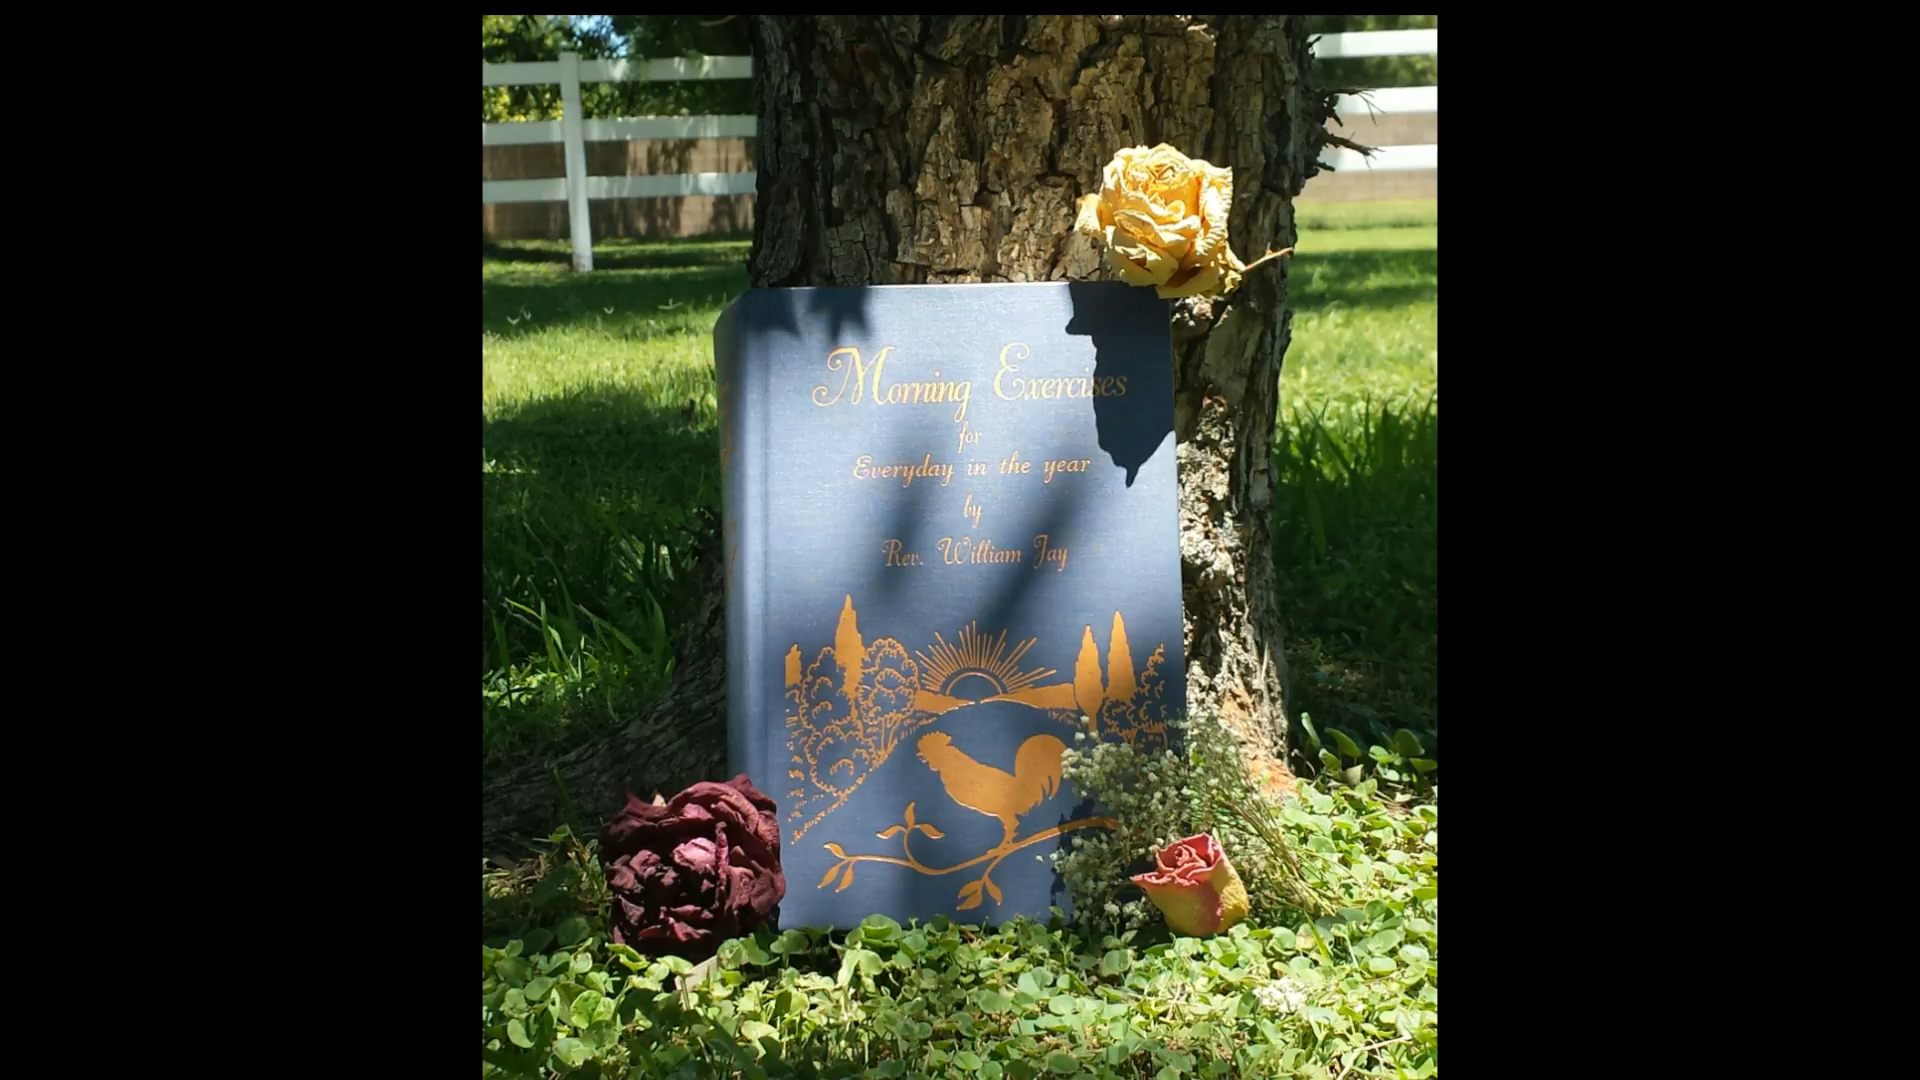 Morning Exercises
for
Everyday in the year
by
Rev. William Jay